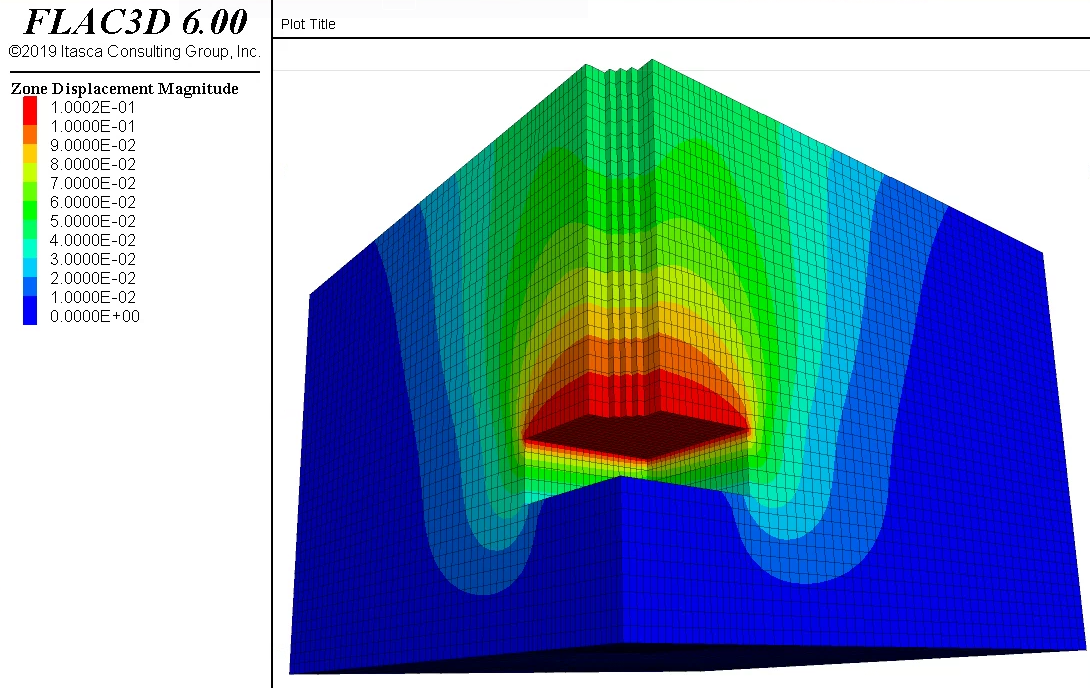 FLAC3D 6.00
©2019 Itasca Consulting Group, Inc.
Plot Title
Zone Displacement Magnitude
1.0002E-01
1.0000E-01
9.0000E-02
8.0000E-02
7.0000E-02
6.0000E-02
5.0000E-02
4.0000E-02
3.0000E-02
2.0000E-02
1.0000E-02
0.0000E+00